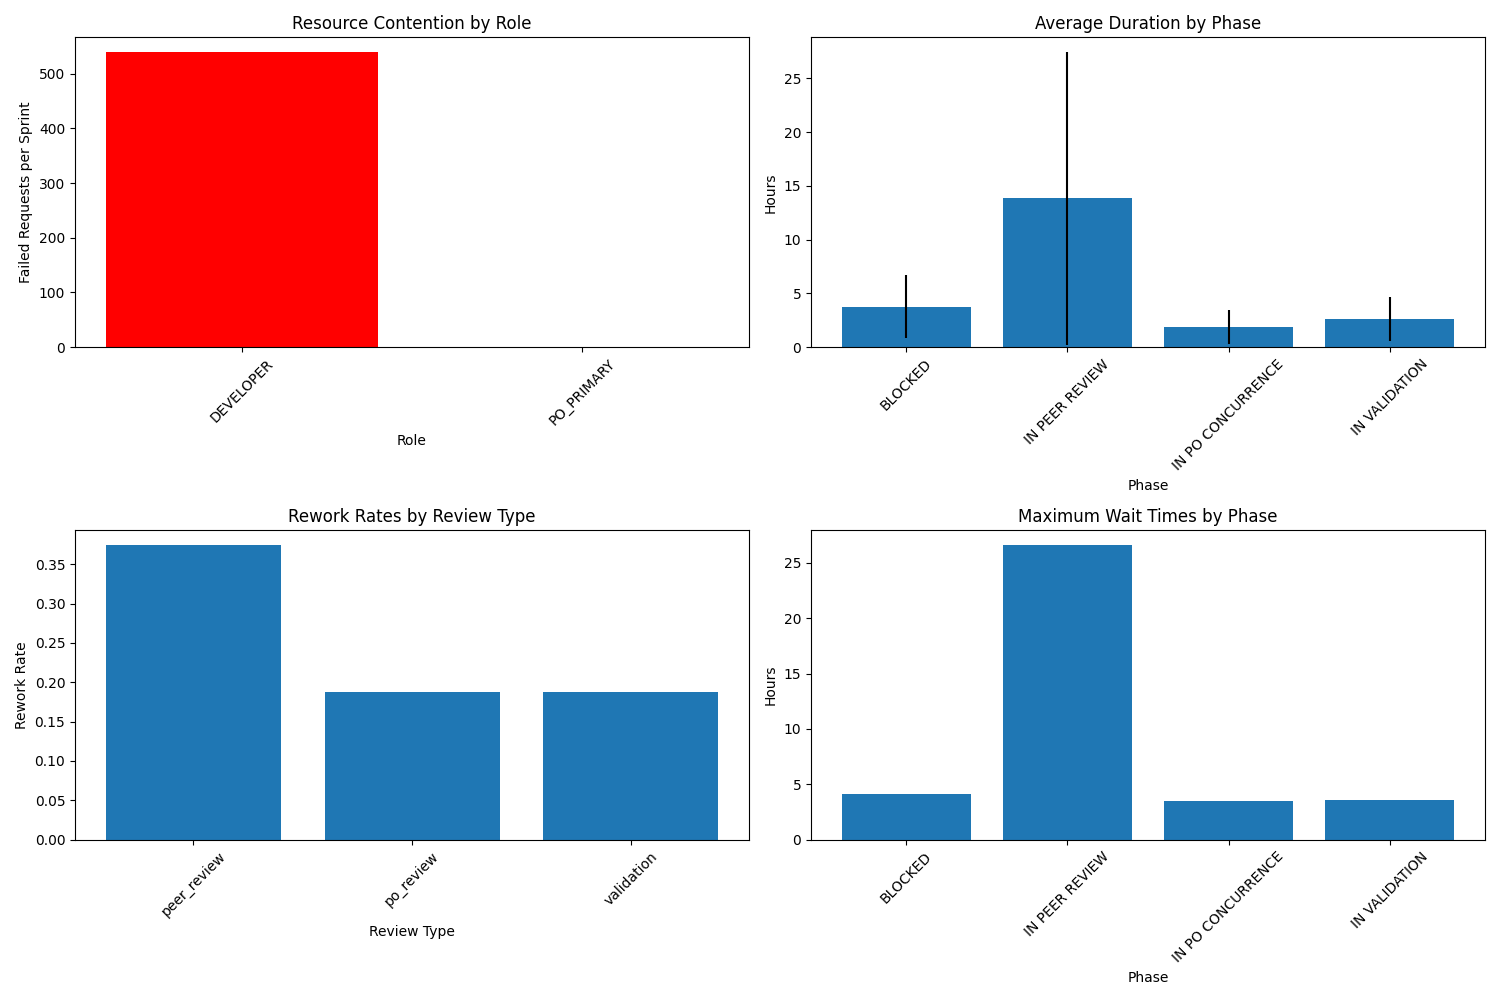 Resource Contention by Role
Failed Requests per Sprint
500
400
300
200
100
0
DEVELOPER
PO_PRIMARY
Role
Average Duration by Phase
Hours
25
20
15
10
5
0
BLOCKED
IN PEER REVIEW
IN PO CONCURRENCE
IN VALIDATION
Phase
Rework Rates by Review Type
Rework Rate
0.35
0.30
0.25
0.20
0.15
0.10
0.05
0.00
peer_review
po_review
validation
Review Type
Maximum Wait Times by Phase
Hours
25
20
15
10
5
0
BLOCKED
IN PEER REVIEW
IN PO CONCURRENCE
IN VALIDATION
Phase